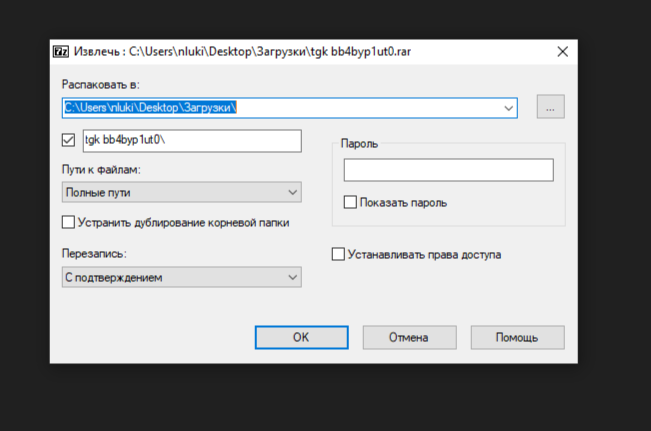 7z Извлечь : C:\Users\nluki\Desktop\Загрузки\tgk bb4byp1ut0.rar
Распаковать в:
C:\Users\nluki\Desktop\Загрузки\
...
tgk bb4byp1ut0\
Пароль
Пути к файлам:
Полные пути
Показать пароль
Устранить дублирование корневой папки
Перезапись:
Устанавливать права доступа
С подтверждением
OK
Отмена
Помощь